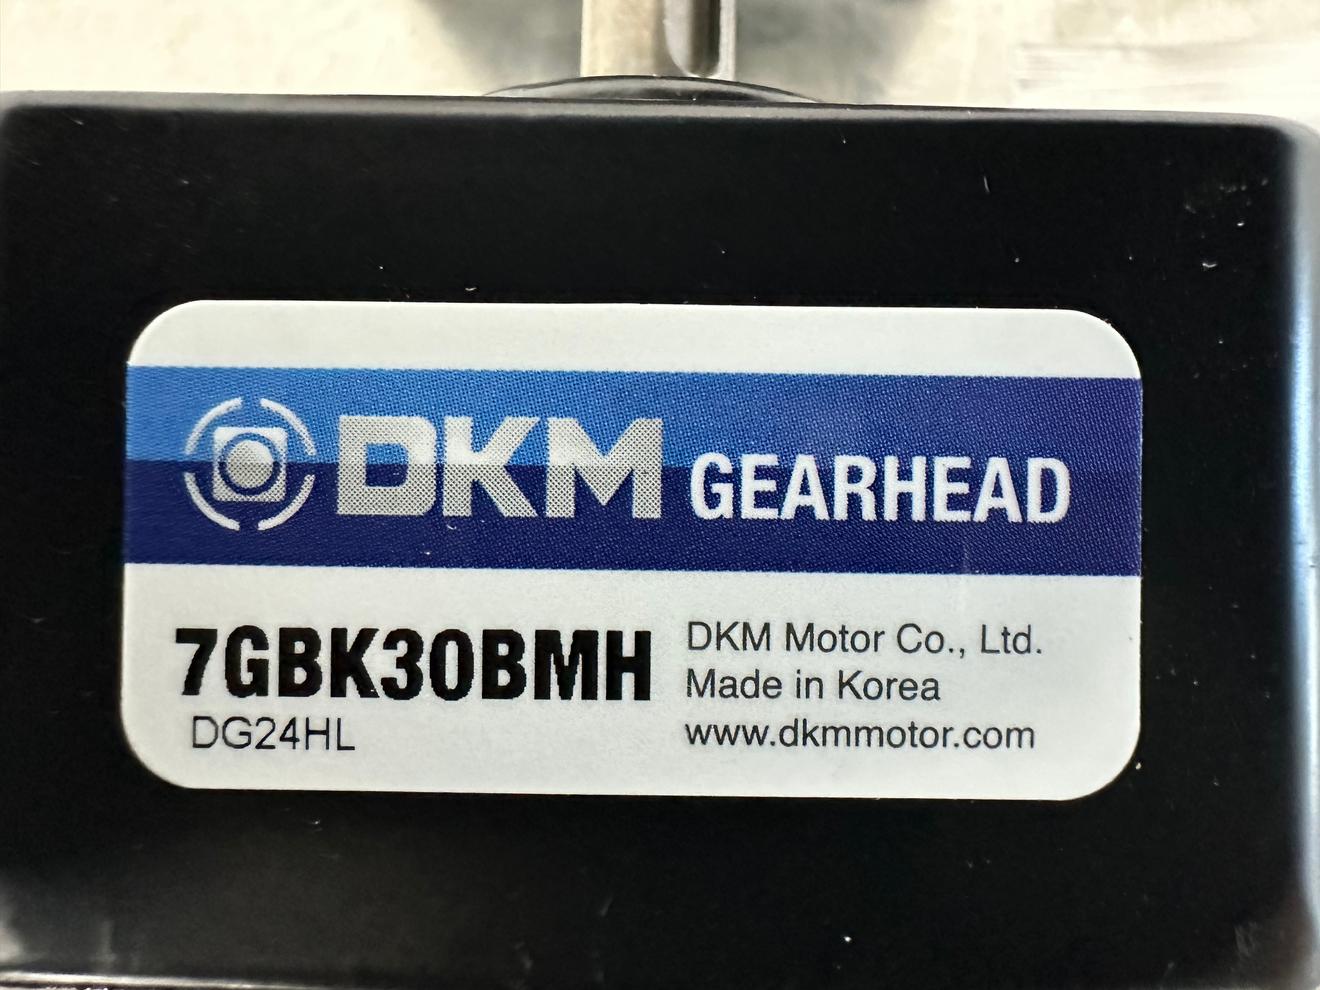 DKM GEARHEAD
7GBK30BMH
DG24HL
DKM Motor Co., Ltd.
Made in Korea
www.dkmmotor.com